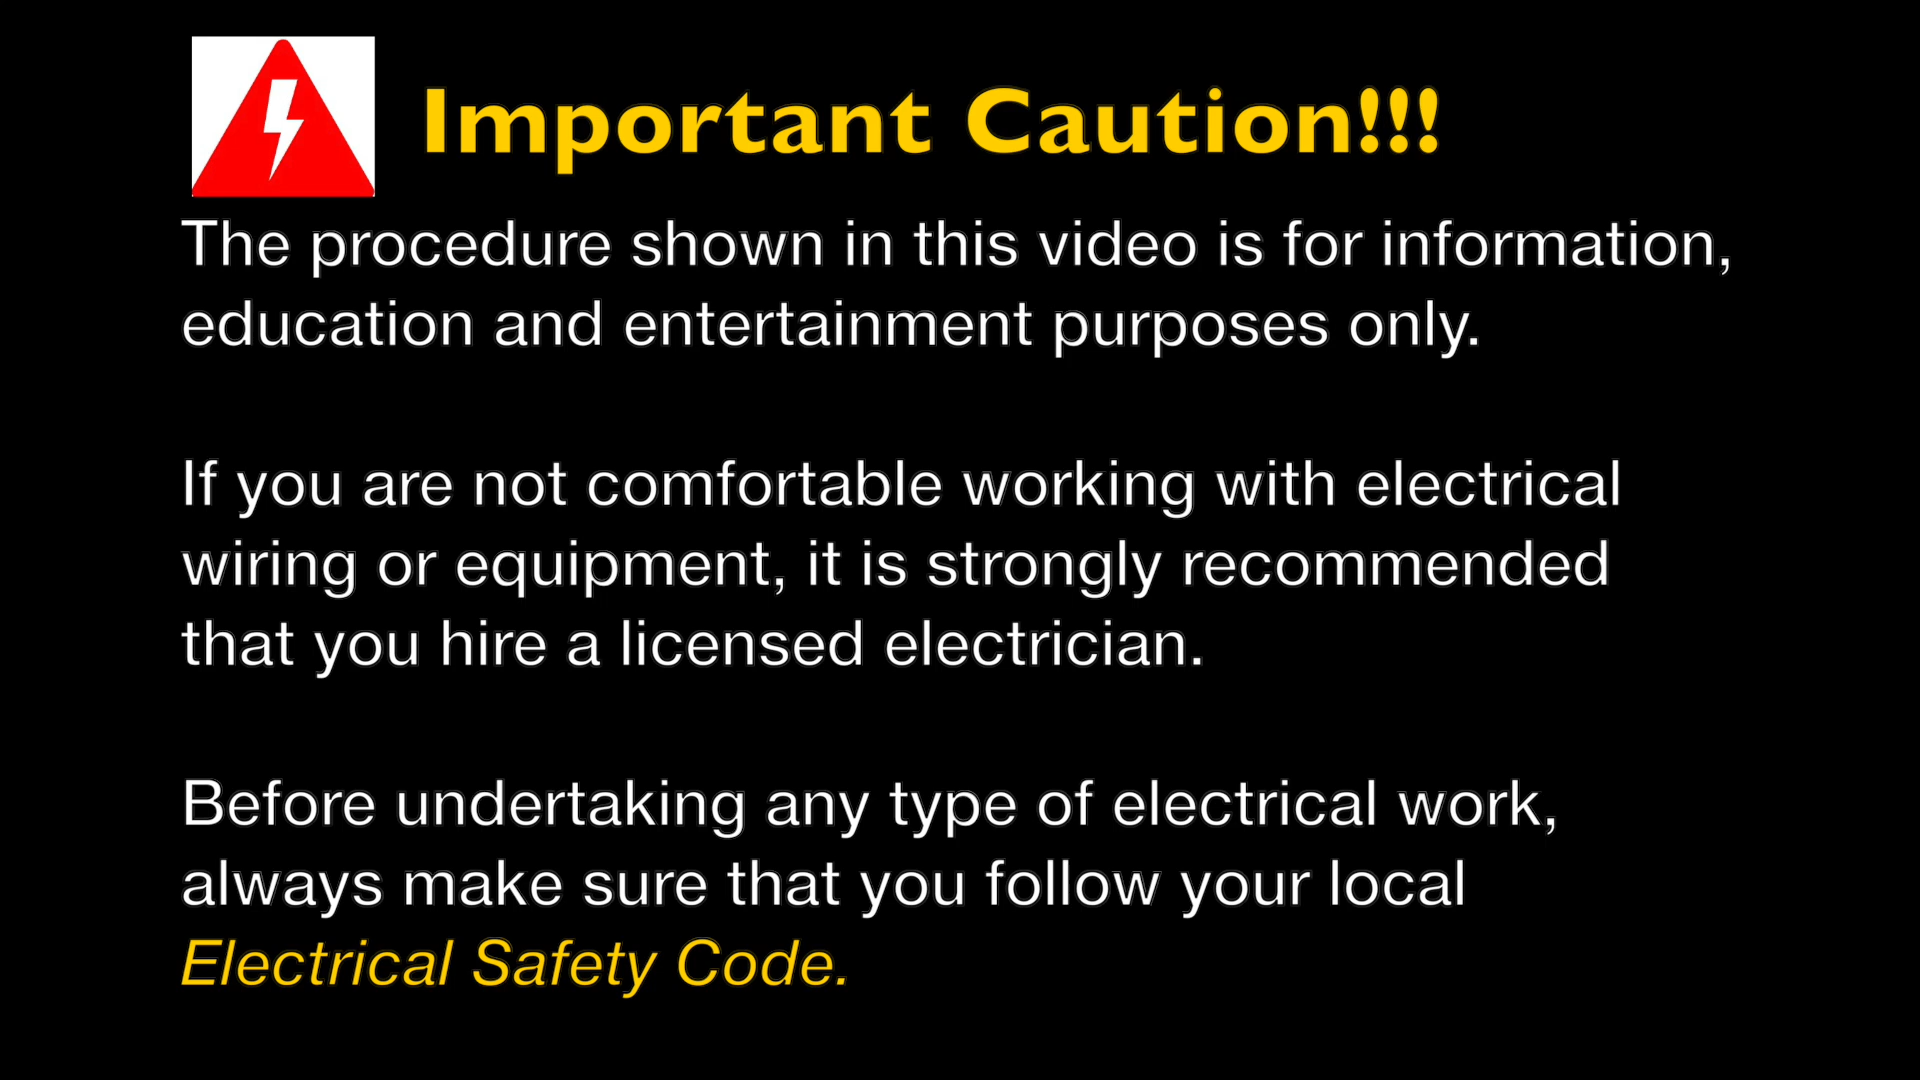 Important Caution!!!
The procedure shown in this video is for information,
education and entertainment purposes only.
If you are not comfortable working with electrical
wiring or equipment, it is strongly recommended
that you hire a licensed electrician.
Before undertaking any type of electrical work,
always make sure that you follow your local
Electrical Safety Code.